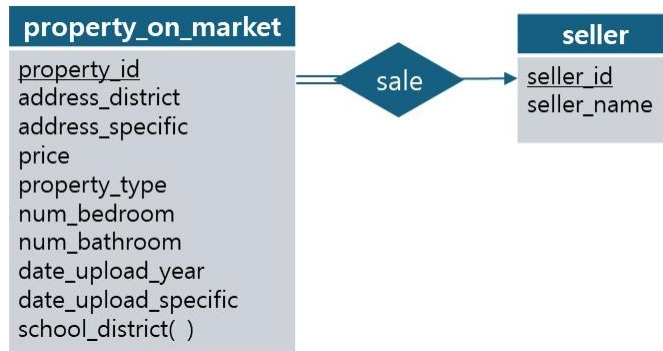 property_on_market
property_id
address_district
address_specific
price
property_type
num_bedroom
num_bathroom
date_upload_year
date_upload_specific
school_district( )
sale
seller
seller_id
seller_name